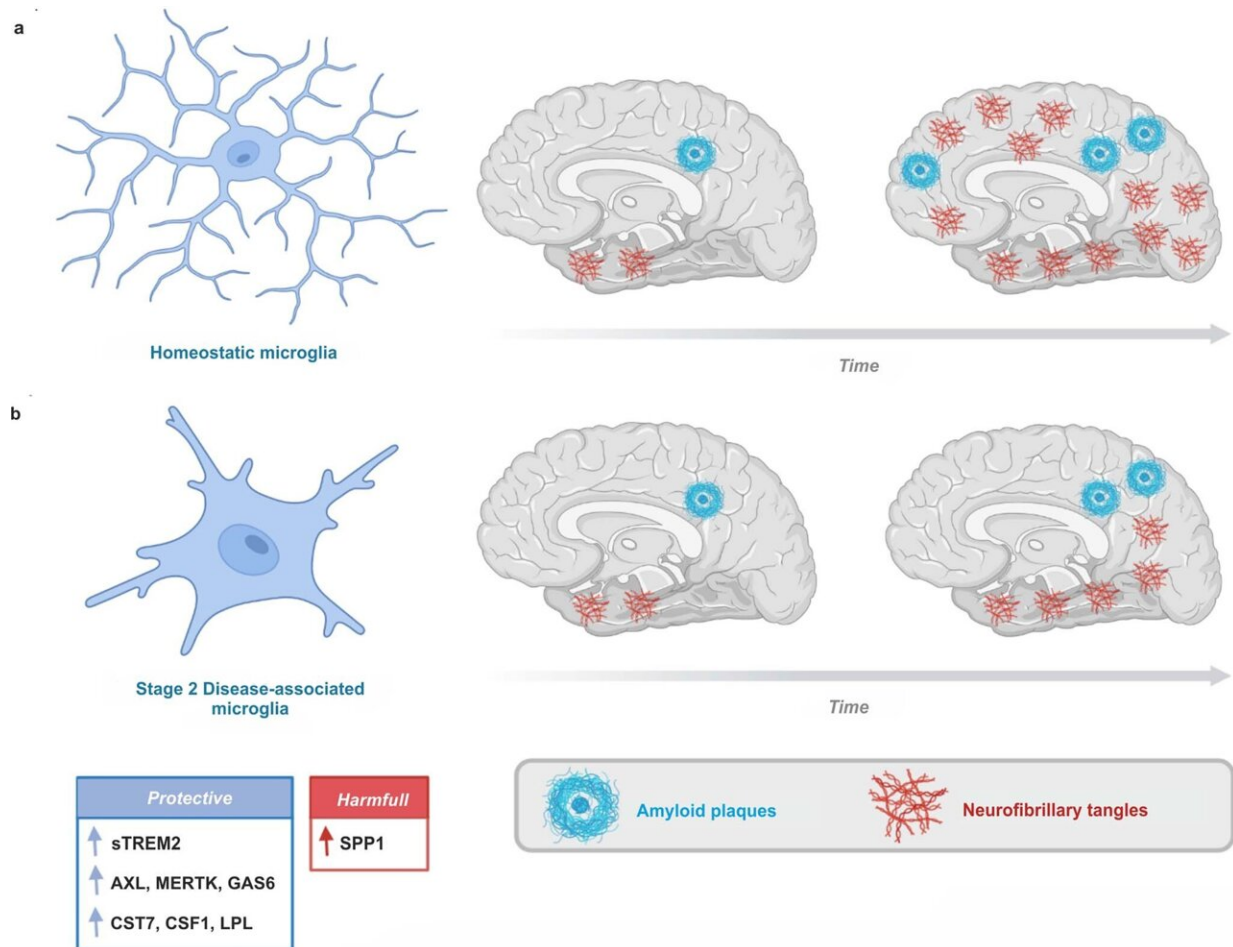 a
Homeostatic microglia
Time
b
Stage 2 Disease-associated
microglia
Time
Protective
sTREM2
AXL, MERTK, GAS6
CST7, CSF1, LPL
Harmfull
SPP1
Amyloid plaques
Neurofibrillary tangles